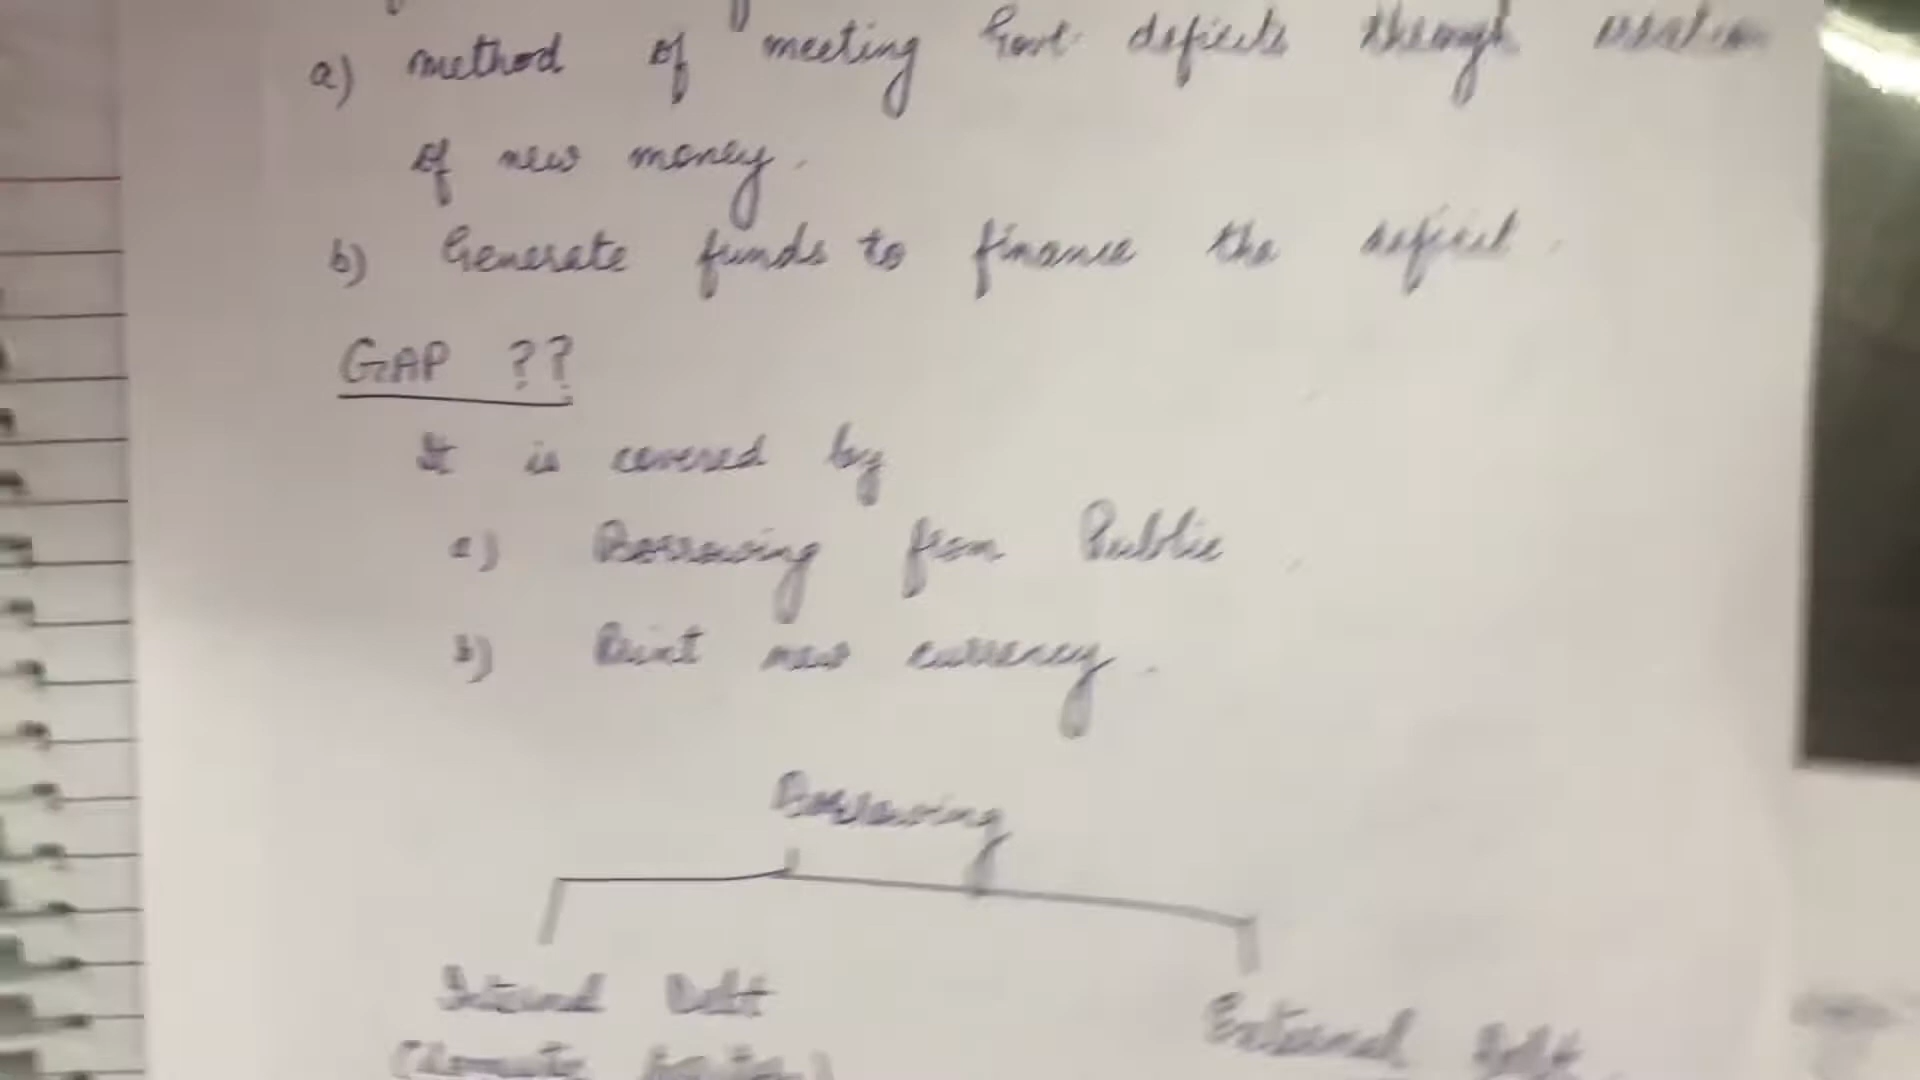 a) method of meeting Govt deficits through creation
of new money.
b) Generate funds to finance the deficit.
GAP ??
It is covered by
a) Borrowing from Public
b) Print new currency.
Borrowing
Internal Debt
External Debt